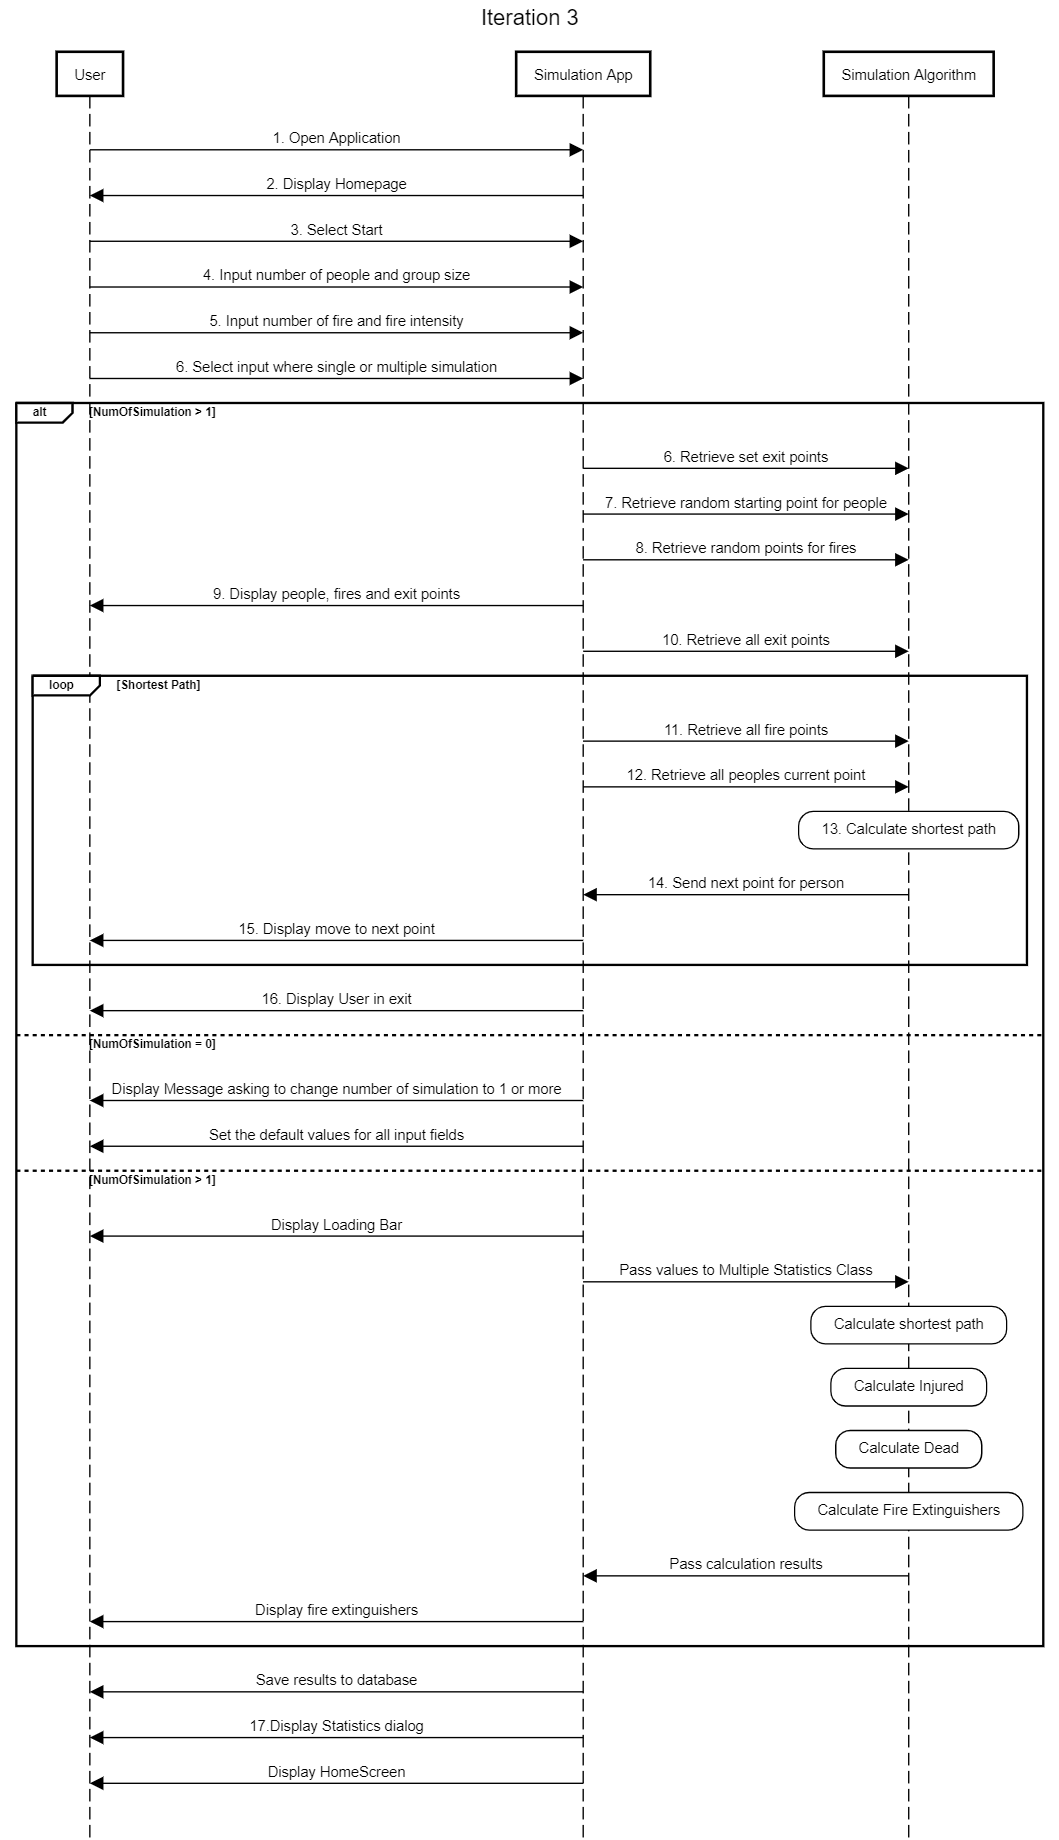 Iteration 3
User
Simulation App
Simulation Algorithm
1. Open Application
2. Display Homepage
3. Select Start
4. Input number of people and group size
5. Input number of fire and fire intensity
6. Select input where single or multiple simulation
alt
[NumOfSimulation > 1]
6. Retrieve set exit points
7. Retrieve random starting point for people
8. Retrieve random points for fires
9. Display people, fires and exit points
10. Retrieve all exit points
loop
[Shortest Path]
11. Retrieve all fire points
12. Retrieve all peoples current point
13. Calculate shortest path
14. Send next point for person
15. Display move to next point
16. Display User in exit
[NumOfSimulation = 0]
Display Message asking to change number of simulation to 1 or more
Set the default values for all input fields
[NumOfSimulation > 1]
Display Loading Bar
Pass values to Multiple Statistics Class
Calculate shortest path
Calculate Injured
Calculate Dead
Calculate Fire Extinguishers
Pass calculation results
Display fire extinguishers
Save results to database
17.Display Statistics dialog
Display HomeScreen